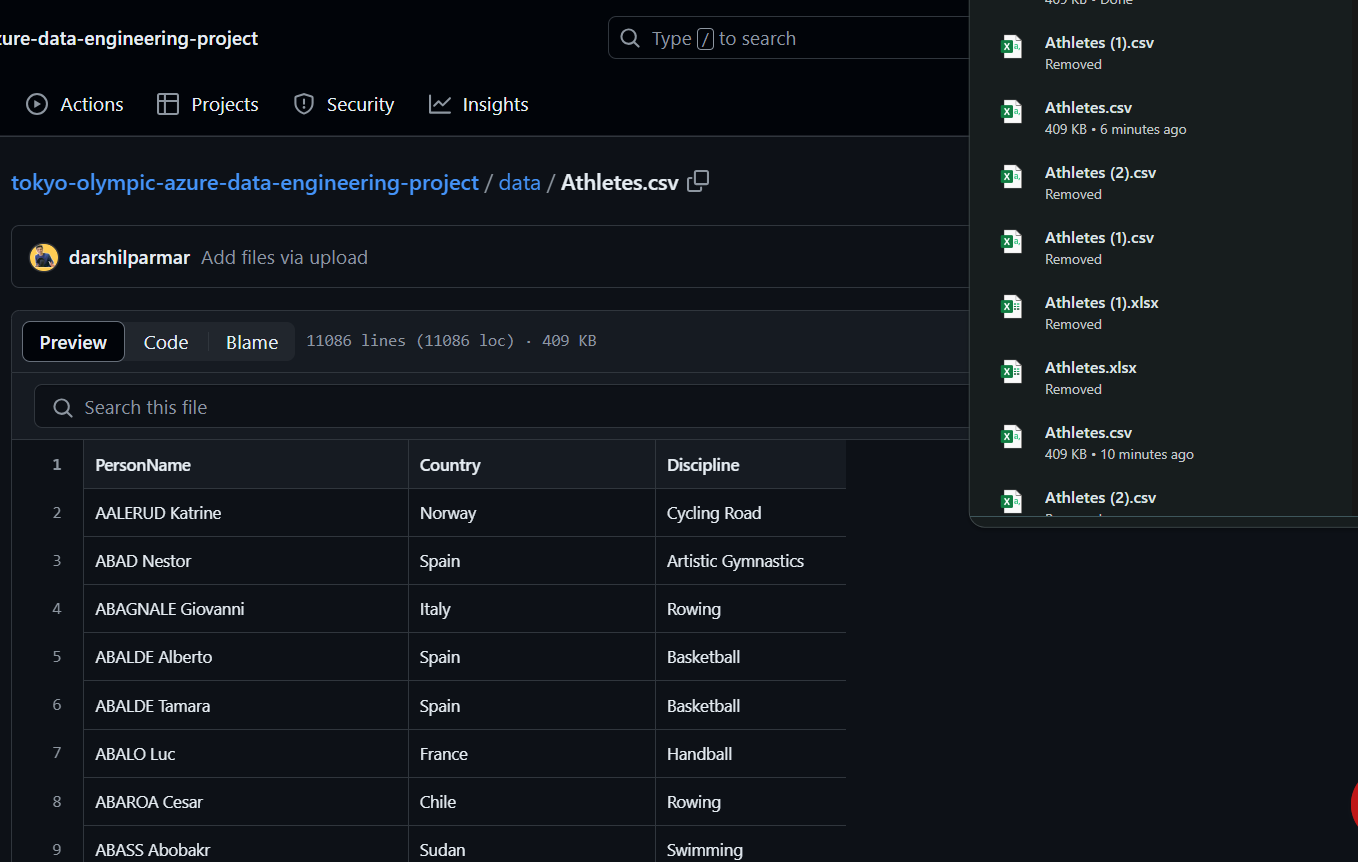 ure-data-engineering-project
Type / to search
Actions
Projects
Security
Insights
tokyo-olympic-azure-data-engineering-project / data / Athletes.csv
darshilparmar Add files via upload
Preview Code Blame 11086 lines (11086 loc) · 409 KB
Search this file
1 PersonName Country Discipline
2 AALERUD Katrine Norway Cycling Road
3 ABAD Nestor Spain Artistic Gymnastics
4 ABAGNALE Giovanni Italy Rowing
5 ABALDE Alberto Spain Basketball
6 ABALDE Tamara Spain Basketball
7 ABALO Luc France Handball
8 ABAROA Cesar Chile Rowing
9 ABASS Abobakr Sudan Swimming
409 KB • Done
Athletes (1).csv
Removed
Athletes.csv
409 KB • 6 minutes ago
Athletes (2).csv
Removed
Athletes (1).csv
Removed
Athletes (1).xlsx
Removed
Athletes.xlsx
Removed
Athletes.csv
409 KB • 10 minutes ago
Athletes (2).csv